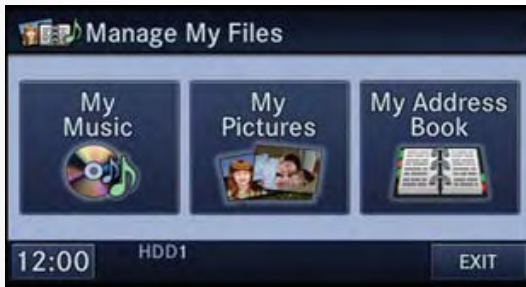 Manage My Files
My
Music
My
Pictures
My Address
Book
12:00
HDD1
EXIT